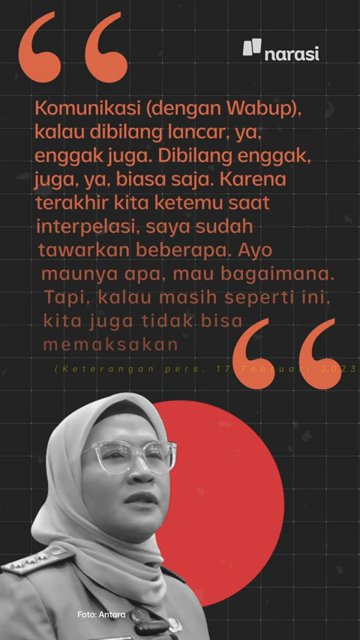 narasi
Komunikasi (dengan Wabup),
kalau dibilang lancar, ya,
enggak juga. Dibilang enggak,
juga, ya, biasa saja. Karena
terakhir kita ketemu saat
interpelasi, saya sudah
tawarkan beberapa. Ayo
maunya apa, mau bagaimana.
Tapi, kalau masih seperti ini,
kita juga tidak bisa
memaksakan
(Keterangan pers, 17 Februari 2023
Foto: Antara